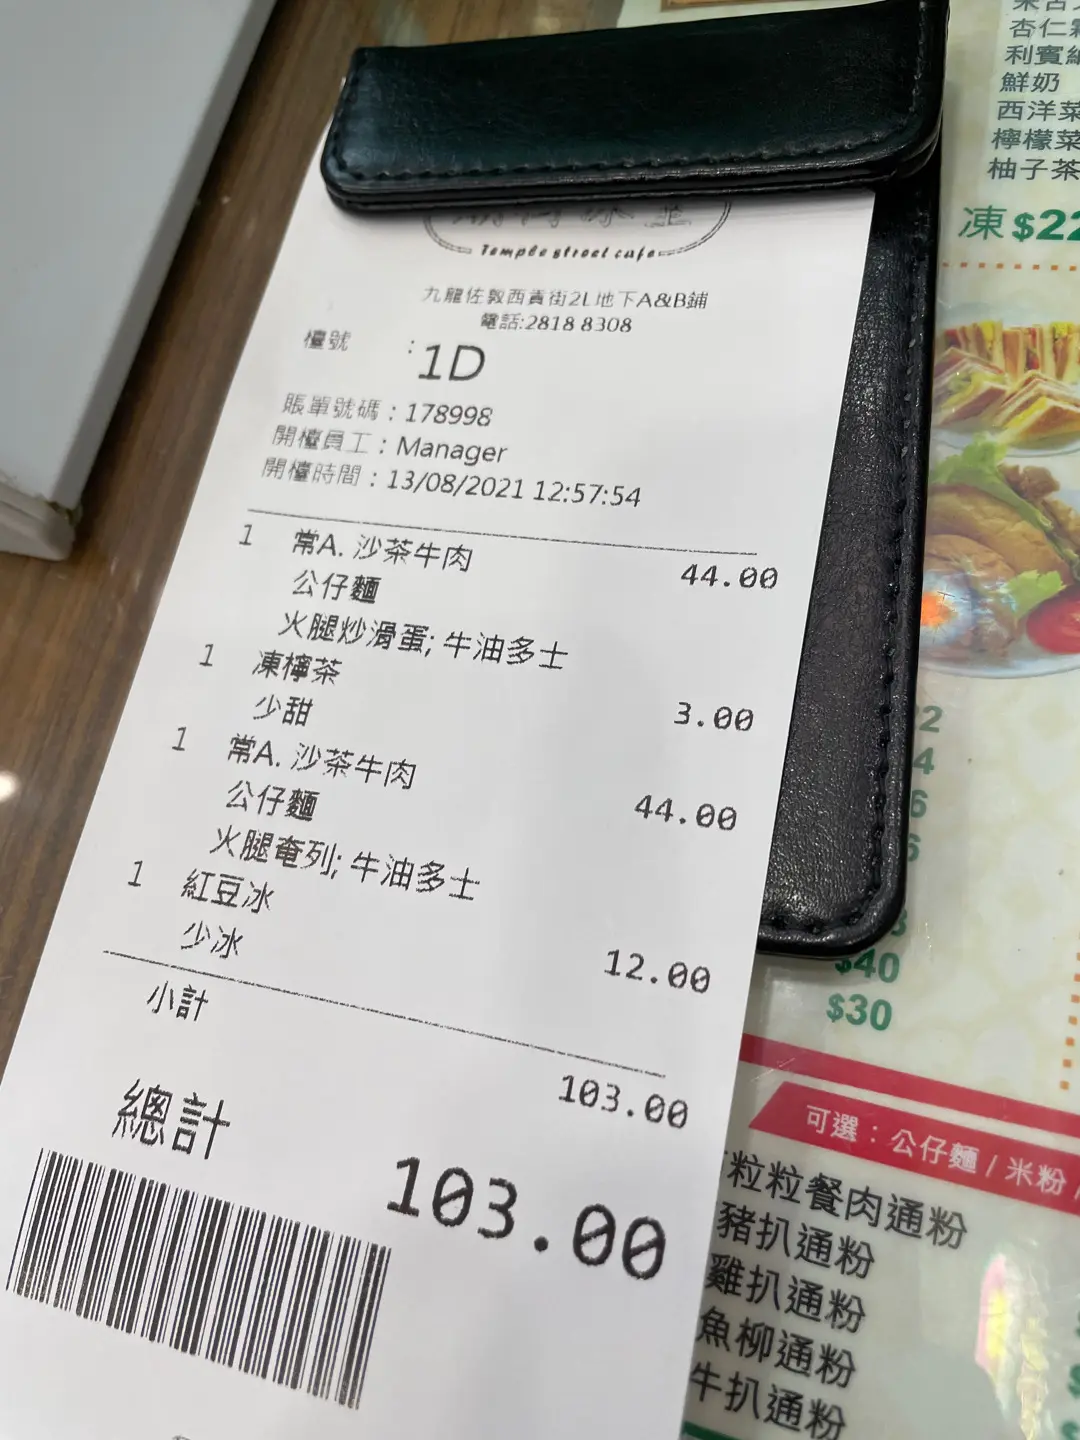 Temple street cafe
九龍佐敦西貢街2L地下A&B鋪
電話:2818 8308
檯號 : 1D
賬單號碼 : 178998
開檯員工 : Manager
開檯時間 : 13/08/2021 12:57:54
1 常A. 沙茶牛肉 44.00
公仔麵
火腿炒滑蛋; 牛油多士
1 凍檸茶 3.00
少甜
1 常A. 沙茶牛肉 44.00
公仔麵
火腿奄列; 牛油多士
1 紅豆冰 12.00
少冰
小計 103.00
總計 103.00
杏仁
利賓
鮮奶
西洋菜
檸檬
柚子茶
凍 $22
$40
$30
可選 : 公仔麵 / 米粉 /
粒粒餐肉通粉
豬扒通粉
雞扒通粉
魚柳通粉
牛扒通粉